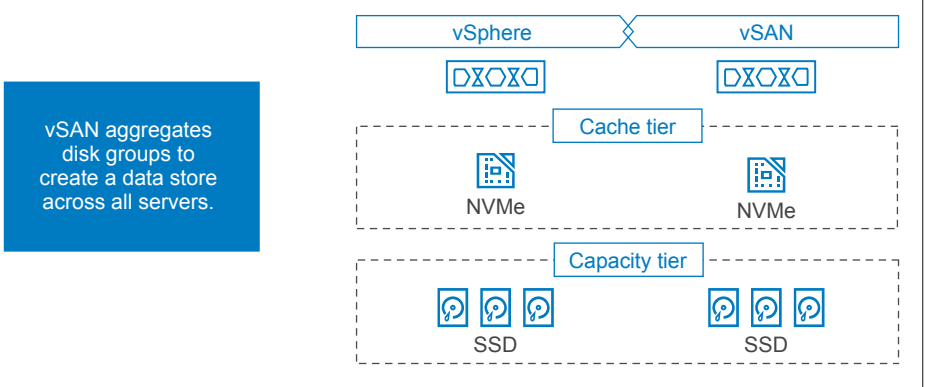 vSphere
vSAN
vSAN aggregates
disk groups to
create a data store
across all servers.
Cache tier
NVMe
NVMe
Capacity tier
SSD
SSD